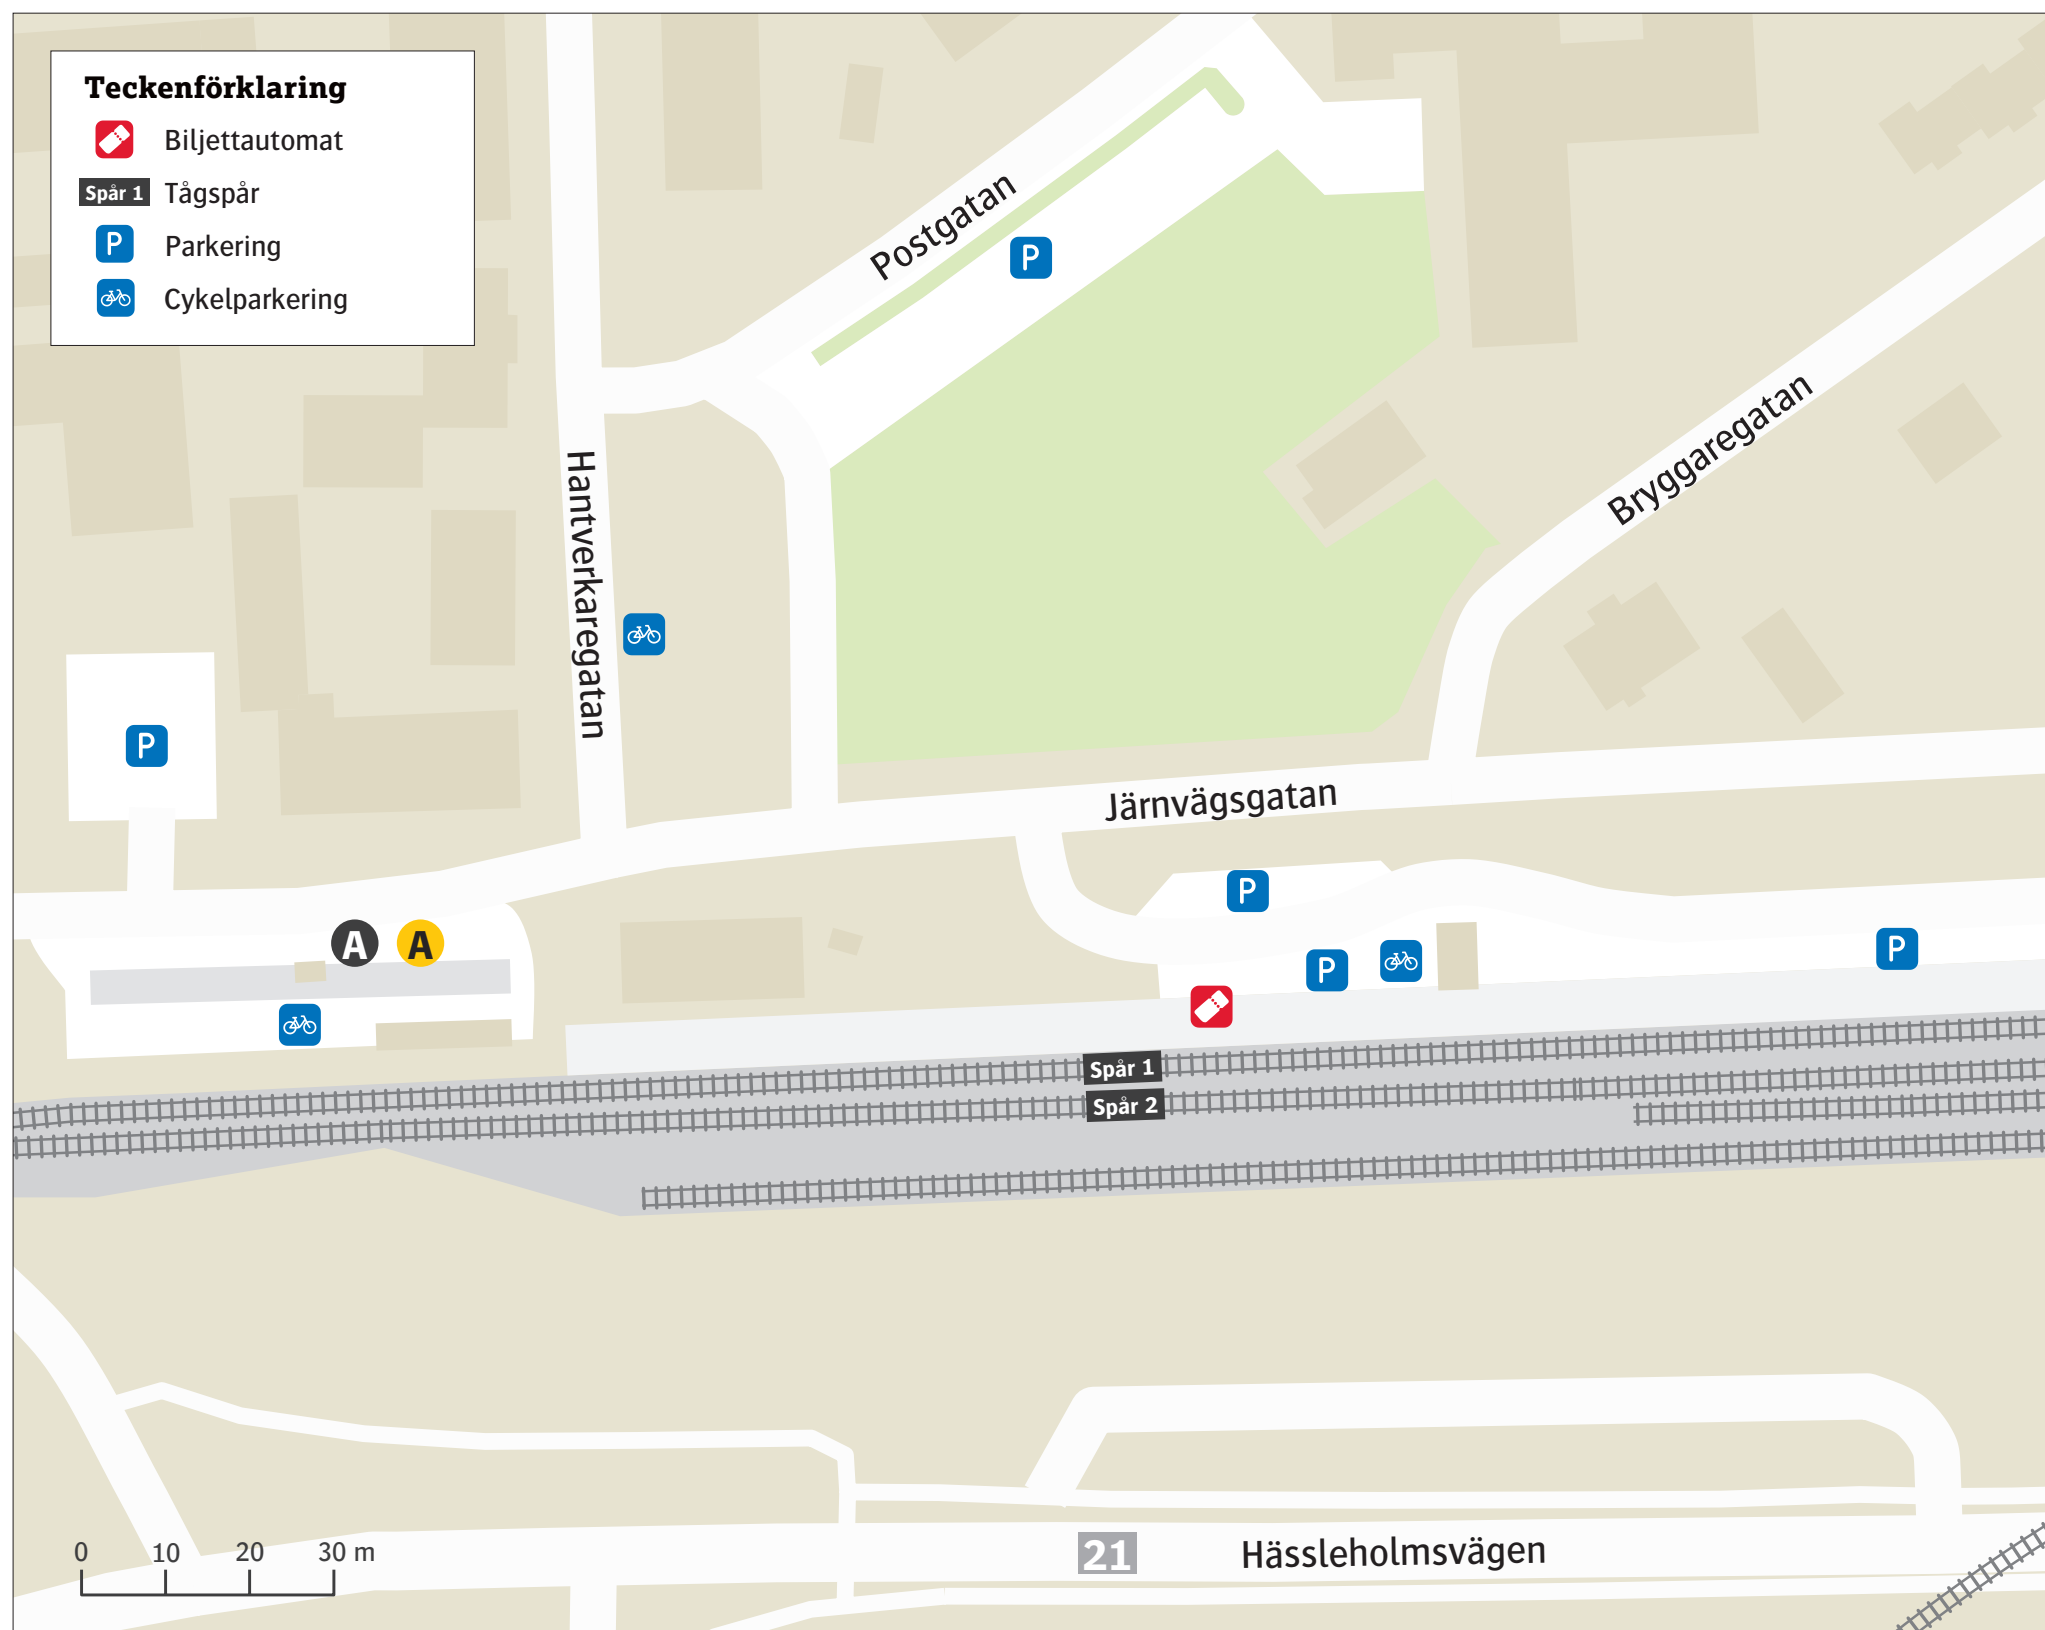 Teckenförklaring
Biljettautomat
Spår 1 Tågspår
P Parkering
Cykelparkering
Postgatan
P
Bryggaregatan
Hantverkaregatan
P
Järnvägsgatan
P
A A
P
P
Spår 1
Spår 2
0 10 20 30 m
21 Hässleholmsvägen